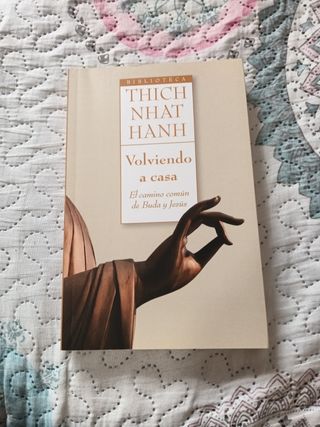 BIBLIOTECA
THICH
NHAT
HANH
Volviendo
a casa
El camino común
de Buda y Jesús